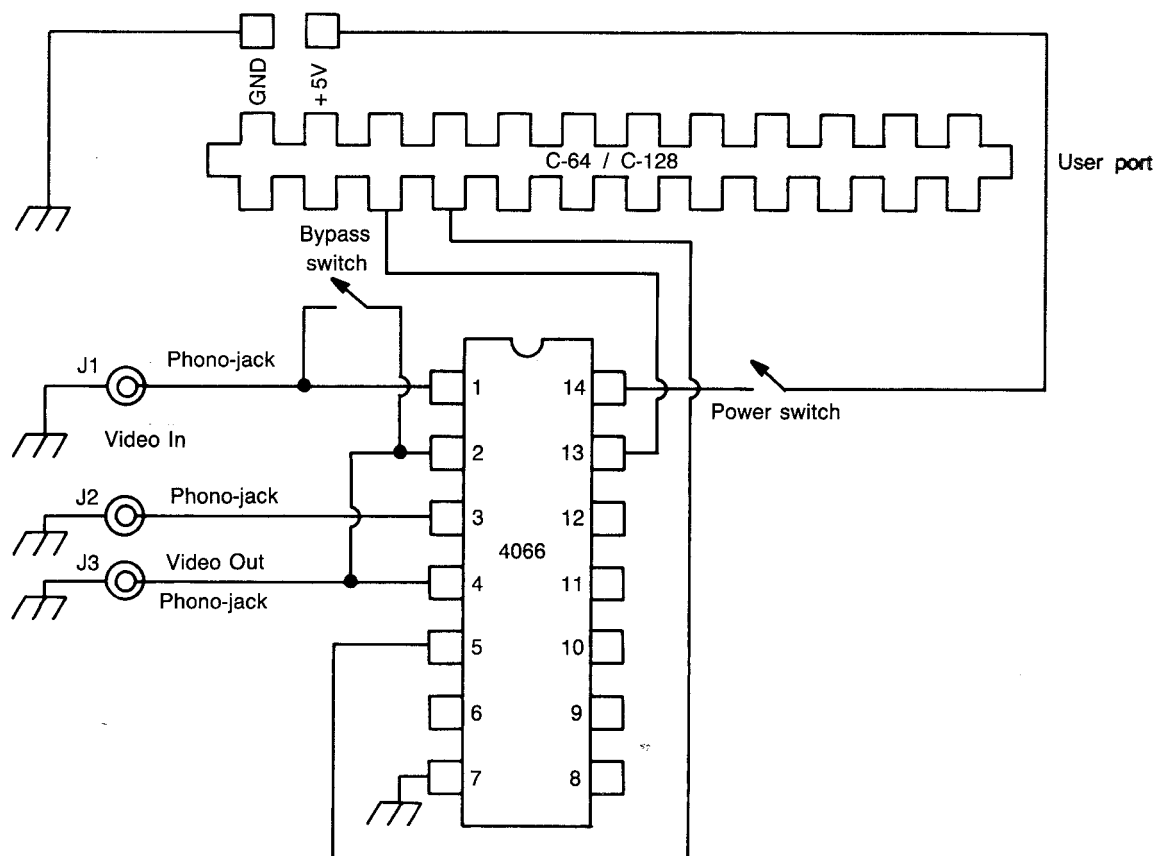 GND
+5V
C-64 / C-128
User port
Bypass
switch
J1
Phono-jack
Video In
1
14
Power switch
2
13
J2
Phono-jack
3
12
4066
J3
Video Out
Phono-jack
4
11
5
10
6
9
7
8